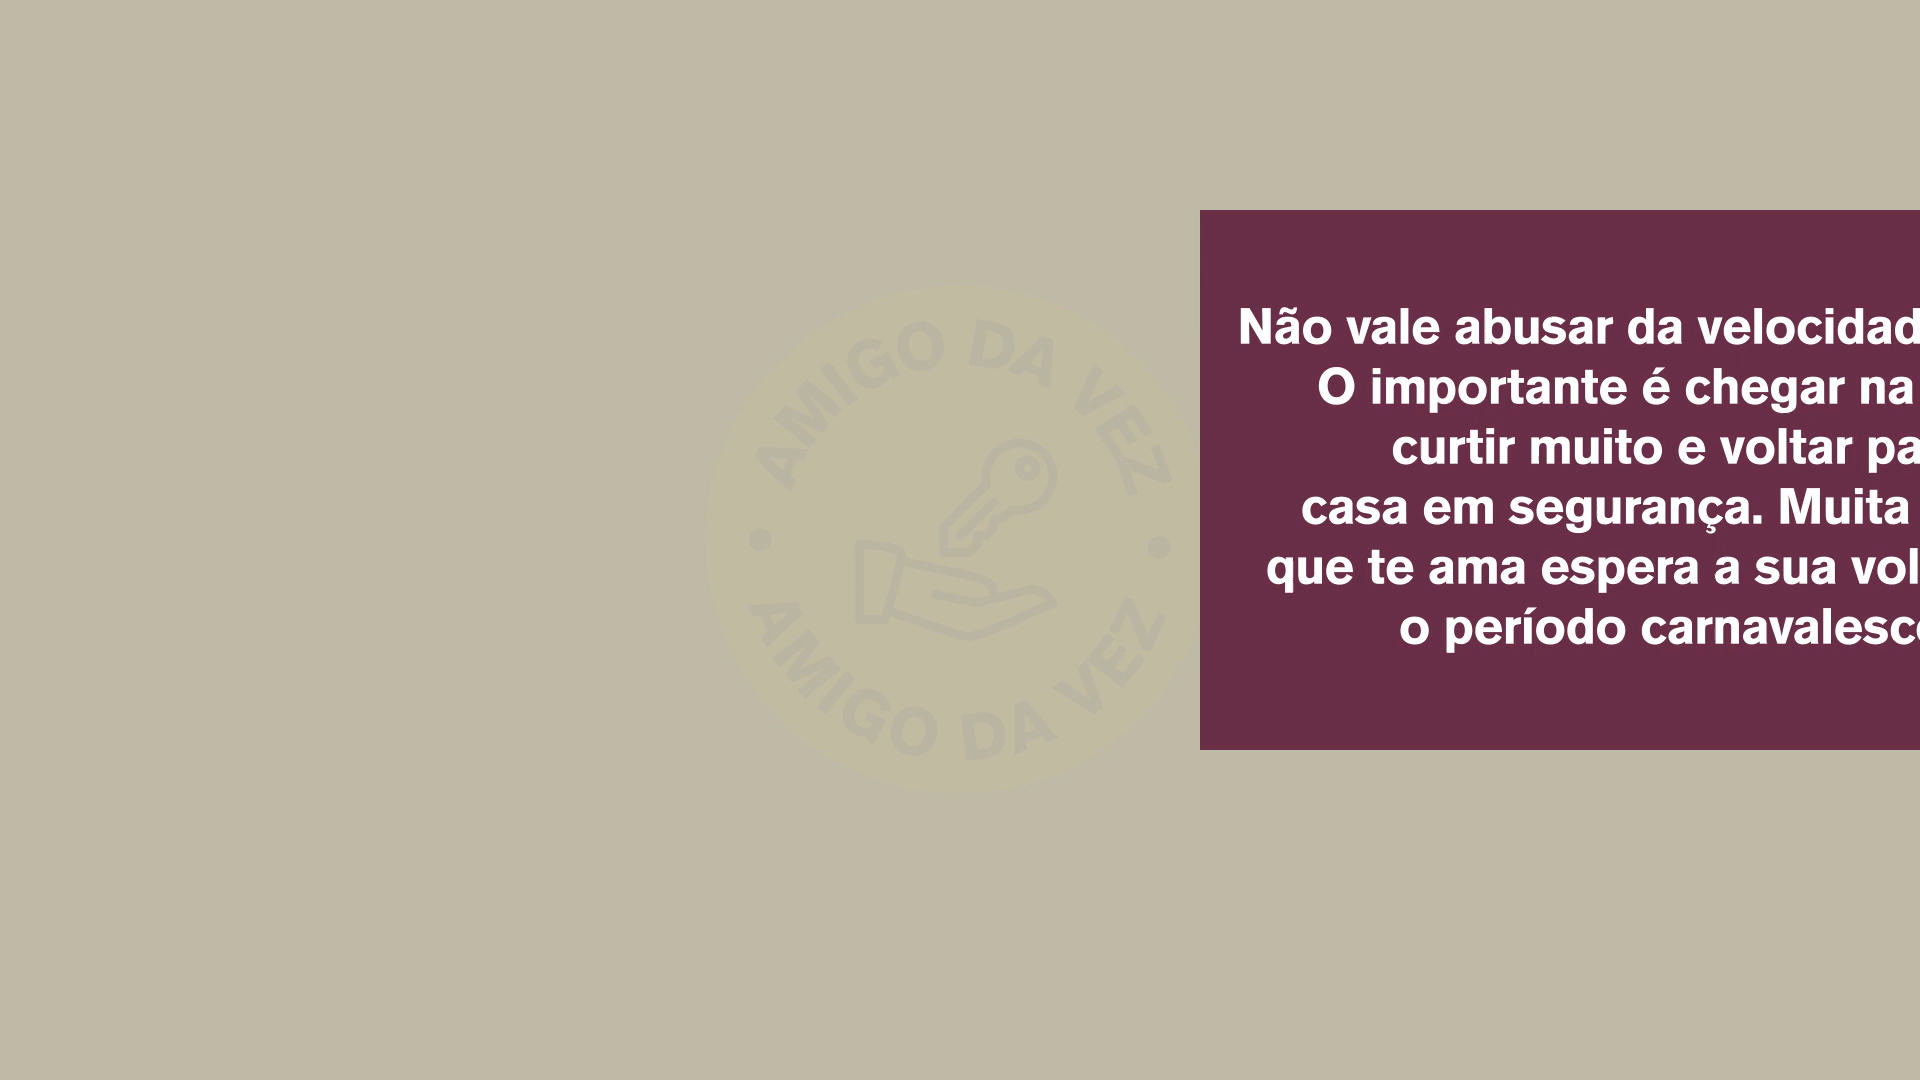 AMIGO DA VEZ
AMIGO DA VEZ
Não vale abusar da velocidad
O importante é chegar na
curtir muito e voltar pa
casa em segurança. Muita
que te ama espera a sua vol
o período carnavalesc